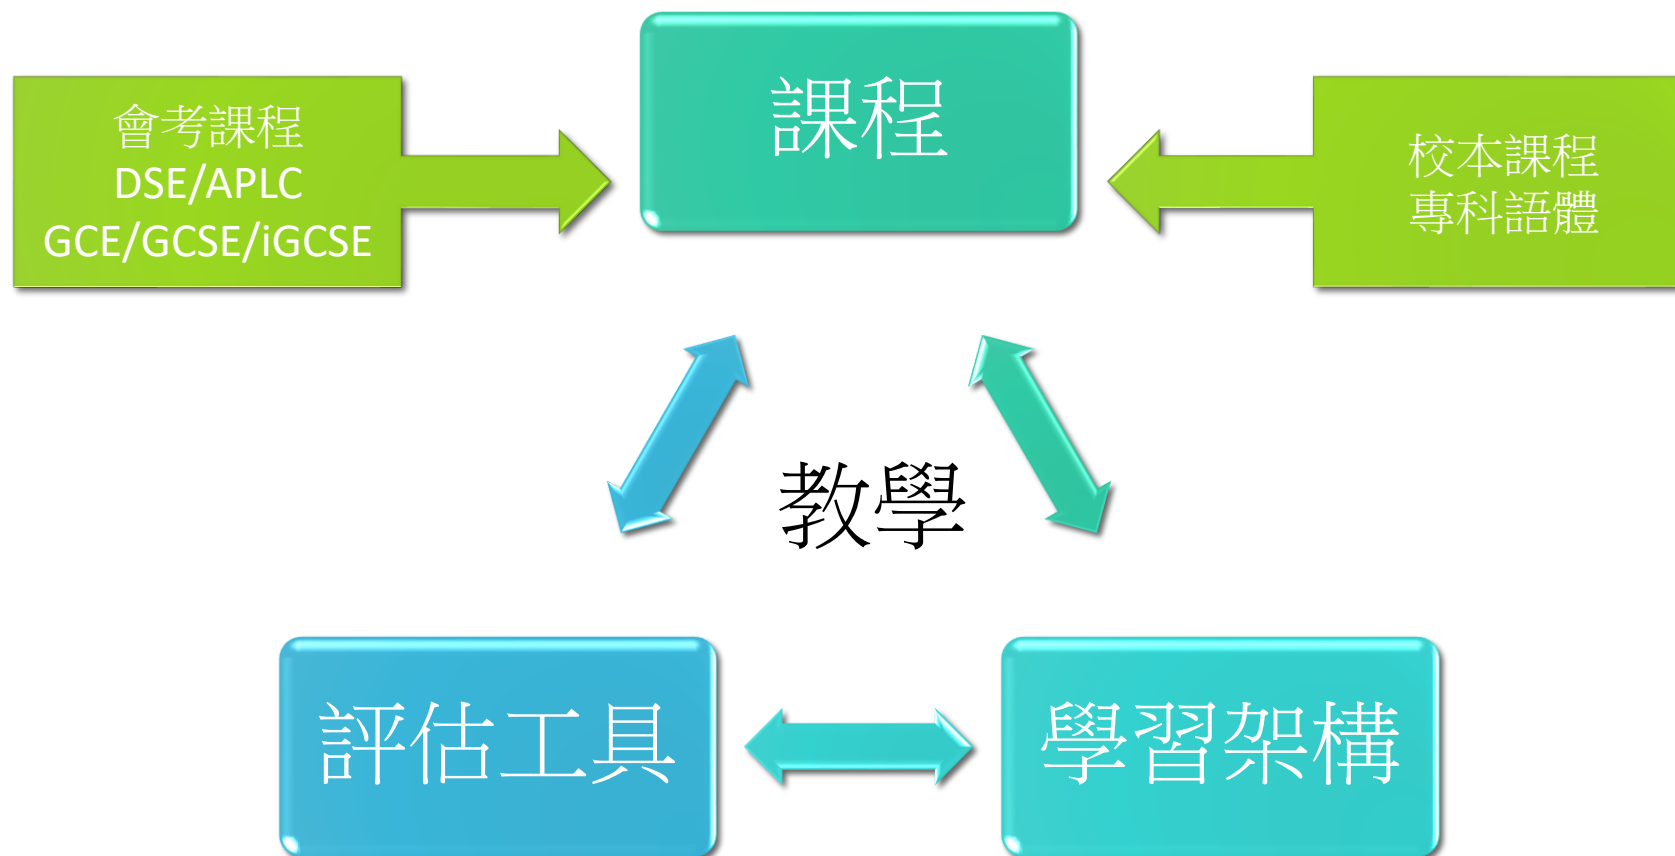 課程
會考課程
DSE/APLC
GCE/GCSE/iGCSE
校本課程
專科語體
教學
評估工具
學習架構